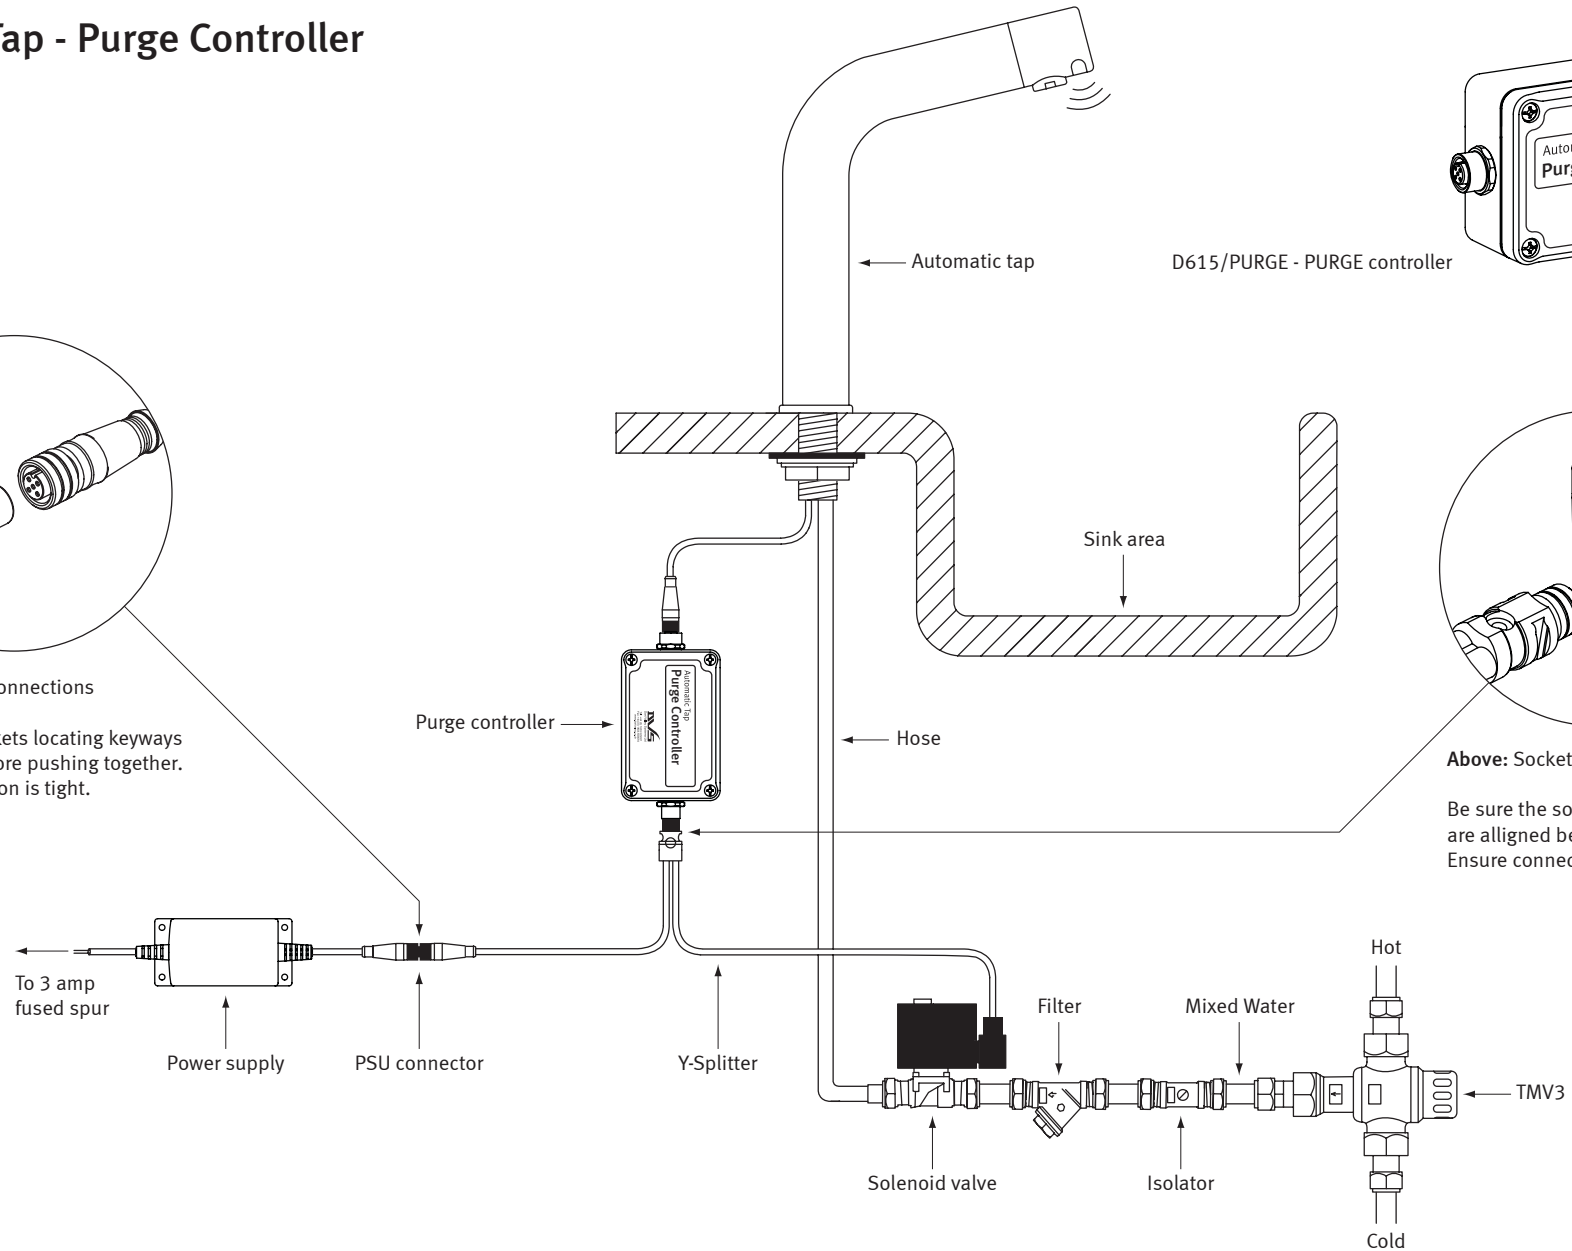 Tap - Purge Controller
Automatic tap
D615/PURGE - PURGE controller
Purge
Sink area
onnections
kets locating keyways
ore pushing together.
on is tight.
Purge controller
Automatic Tap
Purge Controller
DVS
Hose
Above: Socket
Be sure the so
are alligned be
Ensure connec
To 3 amp
fused spur
Power supply
PSU connector
Y-Splitter
Filter
Mixed Water
Hot
TMV3
Solenoid valve
Isolator
Cold